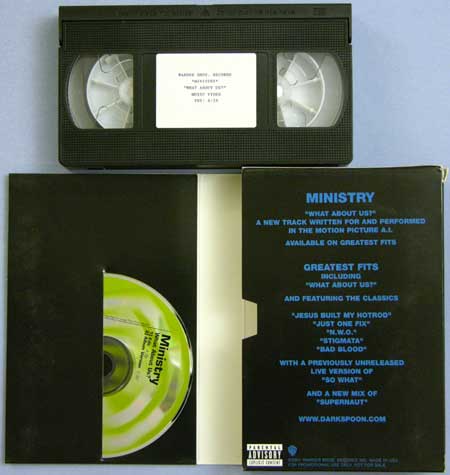 WARNER BROS. RECORDS
"MINISTRY"
"WHAT ABOUT US?"
MUSIC VIDEO
MINISTRY
"WHAT ABOUT US?"
A NEW TRACK WRITTEN FOR AND PERFORMED
IN THE MOTION PICTURE A.I.
AVAILABLE ON GREATEST FITS
GREATEST FITS
INCLUDING
"WHAT ABOUT US?"
AND FEATURING THE CLASSICS
"JESUS BUILT MY HOTROD"
"JUST ONE FIX"
"N.W.O."
"STIGMATA"
"BAD BLOOD"
WITH A PREVIOUSLY UNRELEASED
LIVE VERSION OF
"SO WHAT"
AND A NEW MIX OF
"SUPERNAUT"
WWW.DARKSPOON.COM
PARENTAL
ADVISORY
EXPLICIT CONTENT
Ministry
What About Us?